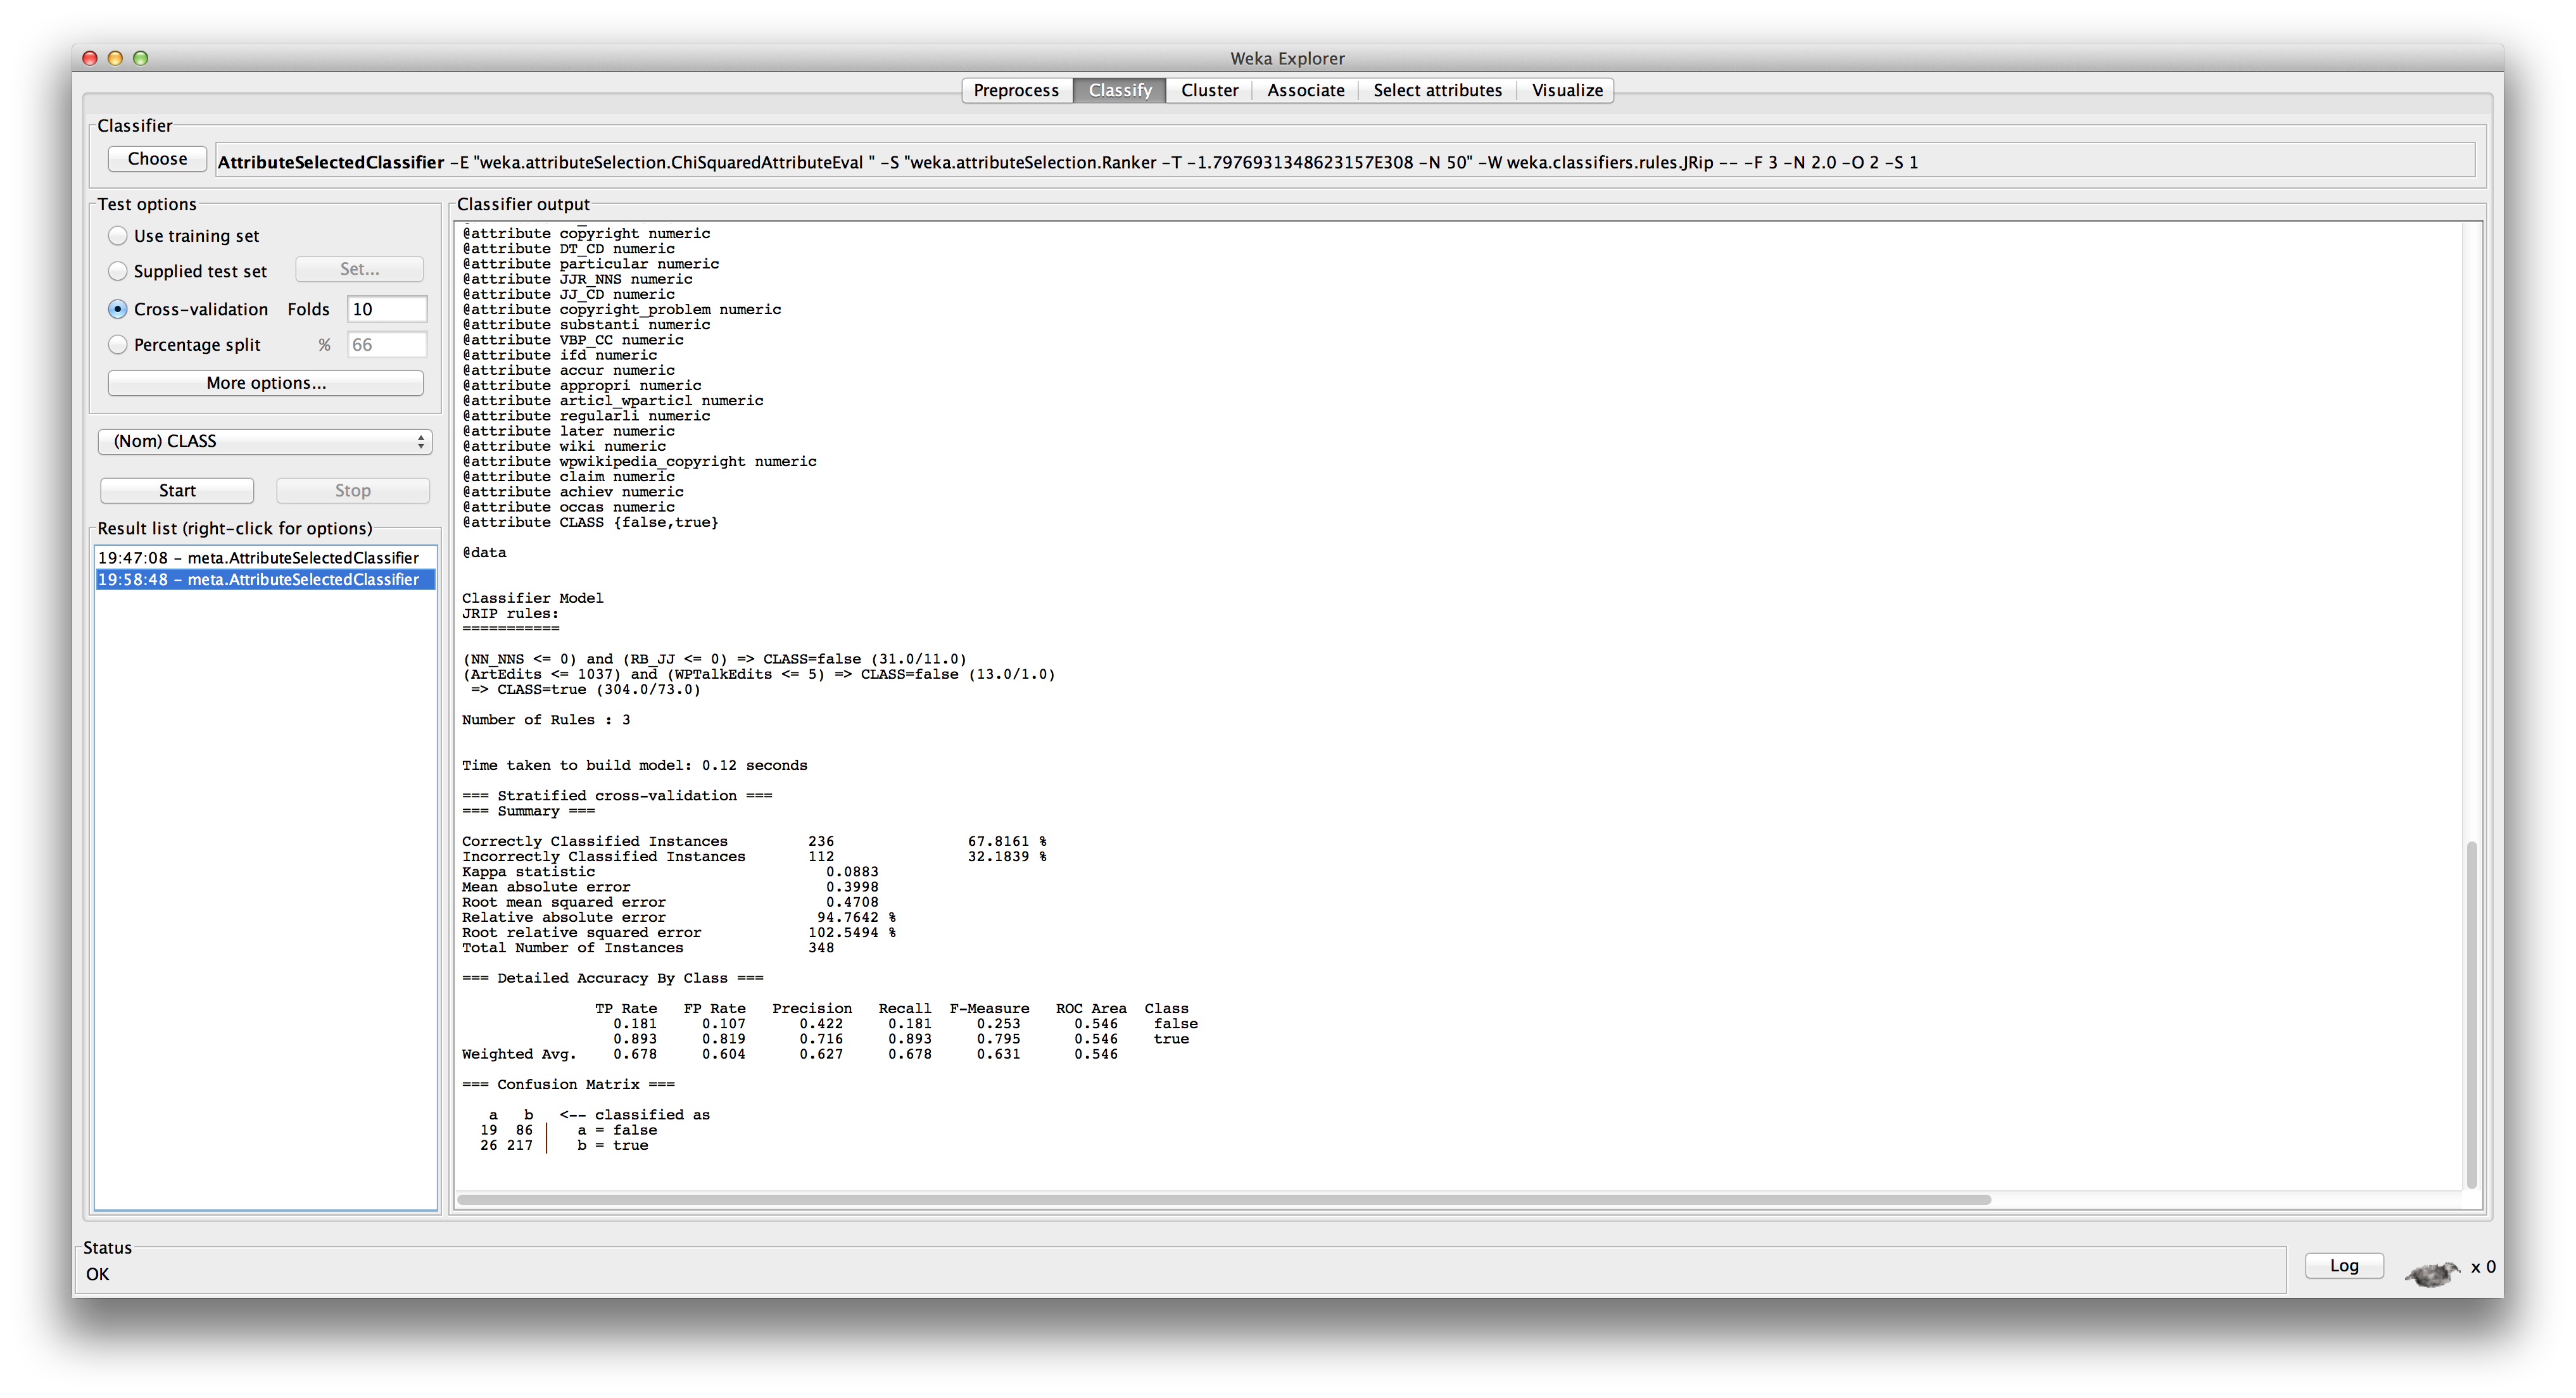 Weka Explorer
Preprocess Classify Cluster Associate Select attributes Visualize
Classifier
Choose AttributeSelectedClassifier -E "weka.attributeSelection.ChiSquaredAttributeEval " -S "weka.attributeSelection.Ranker -T -1.7976931348623157E308 -N 50" -W weka.classifiers.rules.JRip -- -F 3 -N 2.0 -O 2 -S 1
Test options
Use training set
Supplied test set Set...
Cross-validation Folds 10
Percentage split % 66
More options...
(Nom) CLASS
Start Stop
Result list (right-click for options)
19:47:08 - meta.AttributeSelectedClassifier
19:58:48 - meta.AttributeSelectedClassifier
Classifier output
@attribute copyright numeric
@attribute DT_CD numeric
@attribute particular numeric
@attribute JJR_NNS numeric
@attribute JJ_CD numeric
@attribute copyright_problem numeric
@attribute substanti numeric
@attribute VBP_CC numeric
@attribute ifd numeric
@attribute accur numeric
@attribute appropri numeric
@attribute articl_wparticl numeric
@attribute regularli numeric
@attribute later numeric
@attribute wiki numeric
@attribute wpwikipedia_copyright numeric
@attribute claim numeric
@attribute achiev numeric
@attribute occas numeric
@attribute CLASS {false,true}
@data
Classifier Model
JRIP rules:
===========
(NN_NNS <= 0) and (RB_JJ <= 0) => CLASS=false (31.0/11.0)
(ArtEdits <= 1037) and (WPTalkEdits <= 5) => CLASS=false (13.0/1.0)
=> CLASS=true (304.0/73.0)
Number of Rules : 3
Time taken to build model: 0.12 seconds
=== Stratified cross-validation ===
=== Summary ===
Correctly Classified Instances 236 67.8161 %
Incorrectly Classified Instances 112 32.1839 %
Kappa statistic 0.0883
Mean absolute error 0.3998
Root mean squared error 0.4708
Relative absolute error 94.7642 %
Root relative squared error 102.5494 %
Total Number of Instances 348
=== Detailed Accuracy By Class ===
TP Rate FP Rate Precision Recall F-Measure ROC Area Class
0.181 0.107 0.422 0.181 0.253 0.546 false
0.893 0.819 0.716 0.893 0.795 0.546 true
Weighted Avg. 0.678 0.604 0.627 0.678 0.631 0.546
=== Confusion Matrix ===
a b <-- classified as
19 86 | a = false
26 217 | b = true
Status
OK
Log x 0